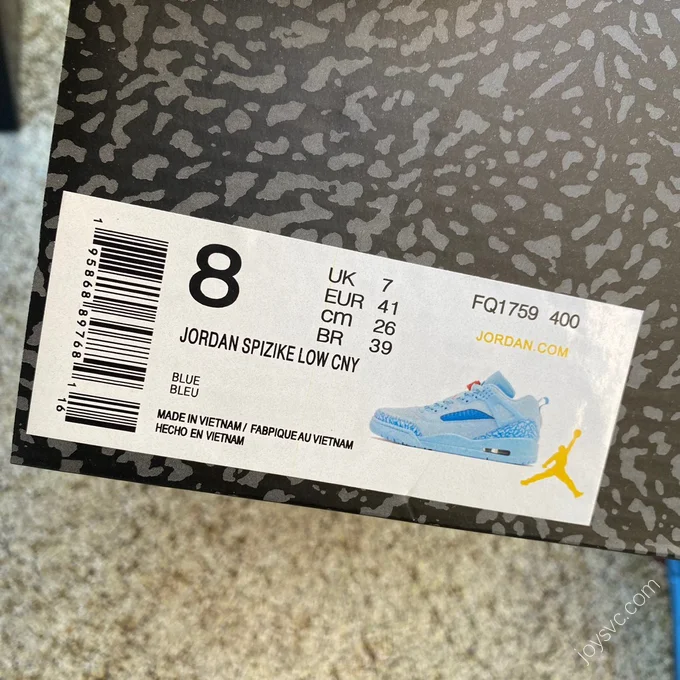 1 95868 89768 1 16
8
UK 7
EUR 41
cm 26
BR 39
FQ1759 400
JORDAN.COM
JORDAN SPIZIKE LOW CNY
BLUE
BLEU
MADE IN VIETNAM / FABRIQUE AU VIETNAM
HECHO EN VIETNAM
joysvc.com